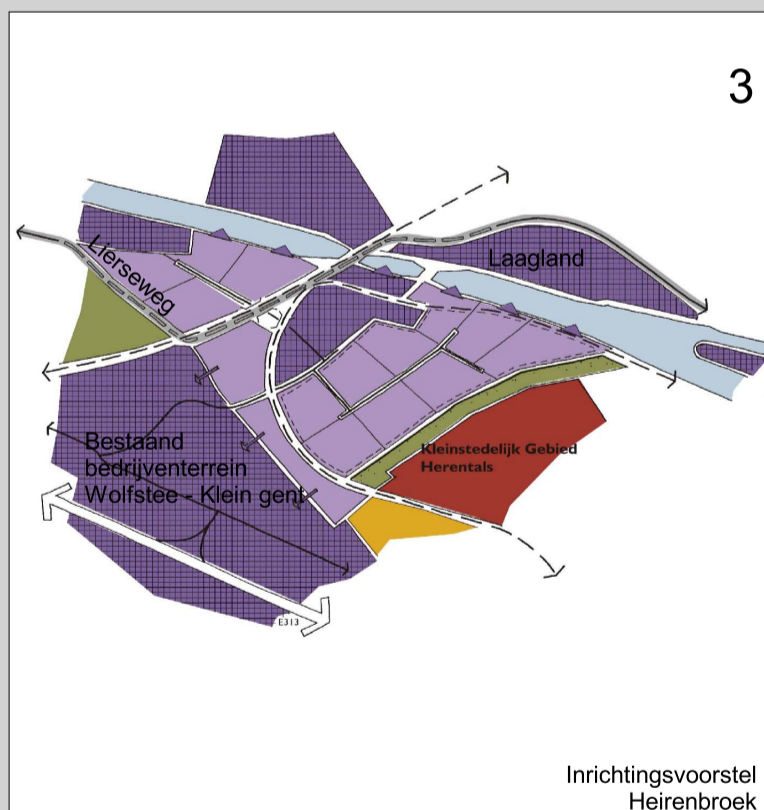 3
Lierseweg
Laagland
Bestaand
bedrijventerrein
Wolfstee - Klein gent
Kleinstedelijk Gebied
Herentals
E313
Inrichtingsvoorstel
Heirenbroek